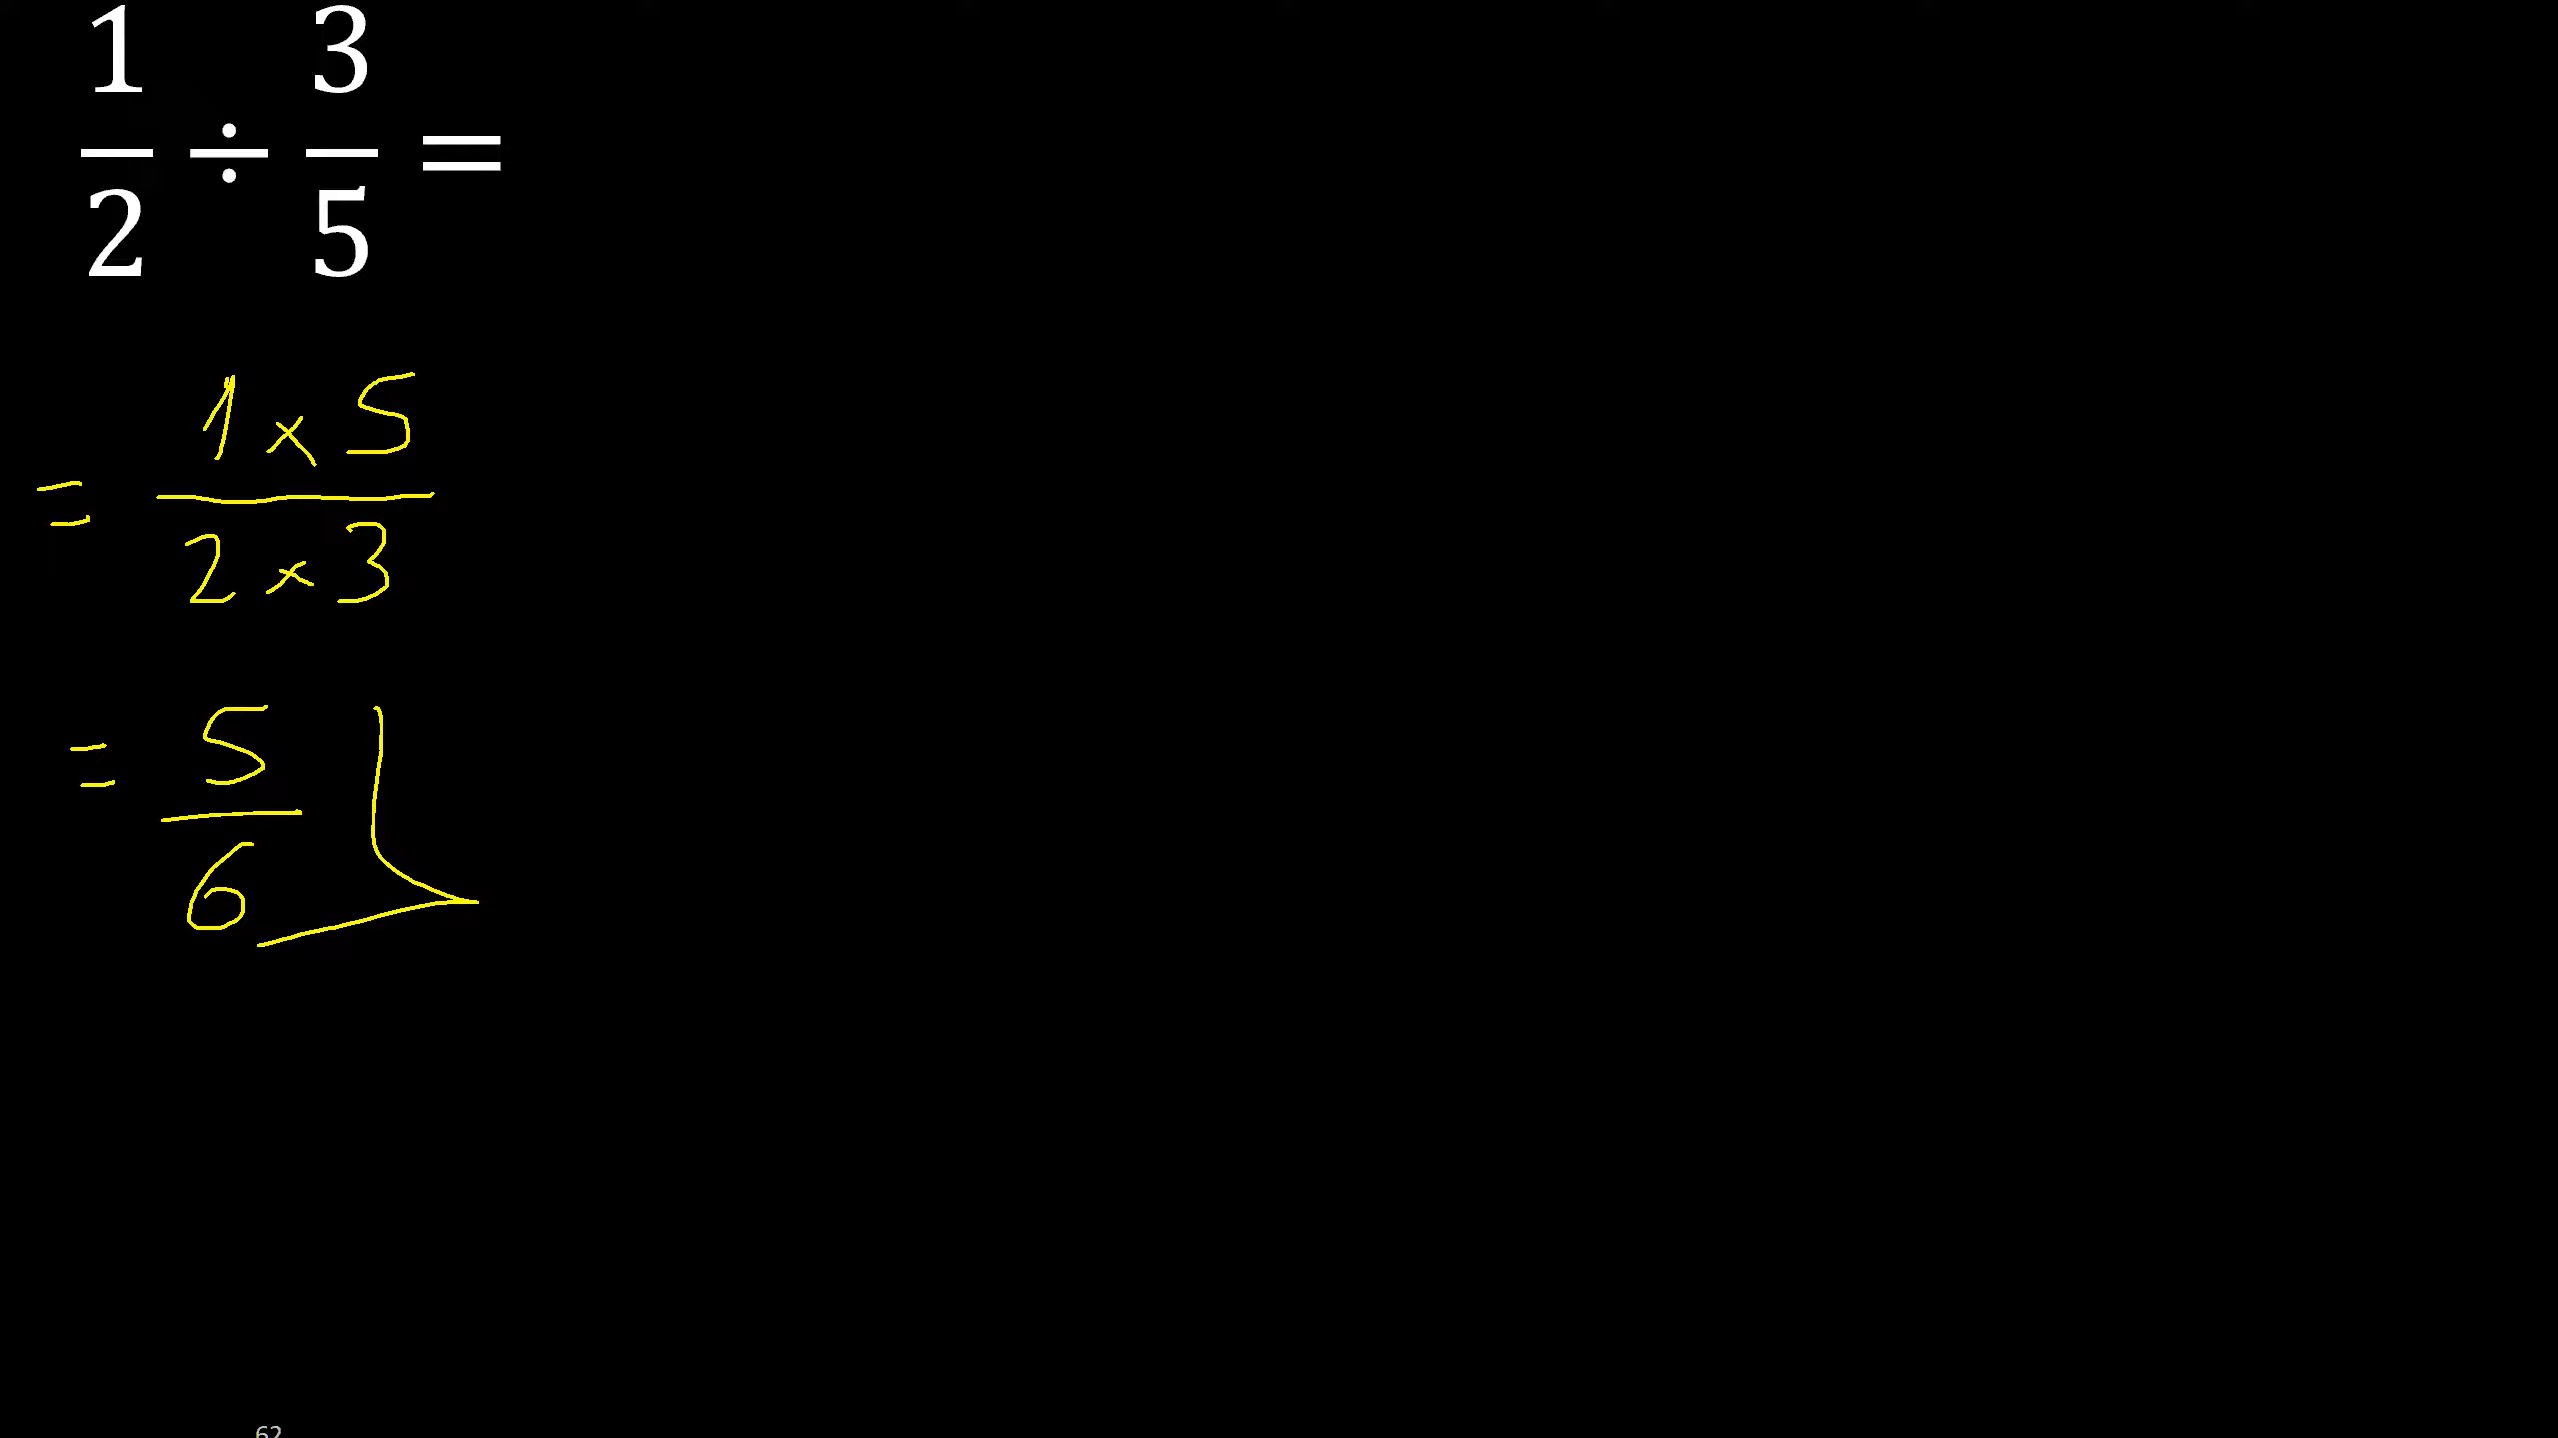 1/2 ÷ 3/5 =
= 1 x 5 / 2 x 3
= 5/6
62